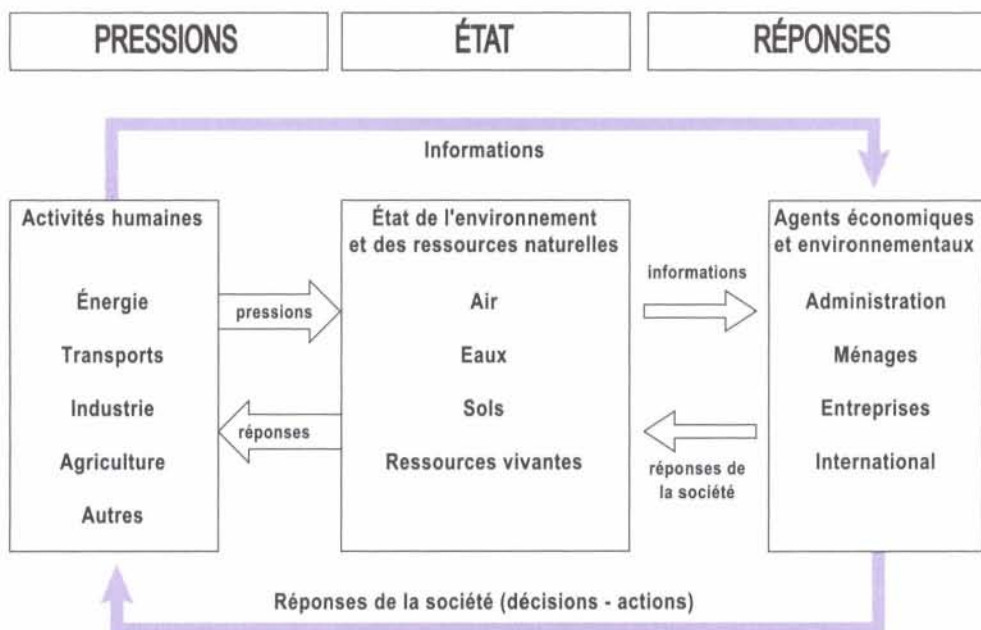 PRESSIONS
ÉTAT
RÉPONSES
Informations
Activités humaines
Énergie
Transports
Industrie
Agriculture
Autres
pressions
réponses
État de l'environnement
et des ressources naturelles
Air
Eaux
Sols
Ressources vivantes
informations
réponses de
la société
Agents économiques
et environnementaux
Administration
Ménages
Entreprises
International
Réponses de la société (décisions - actions)